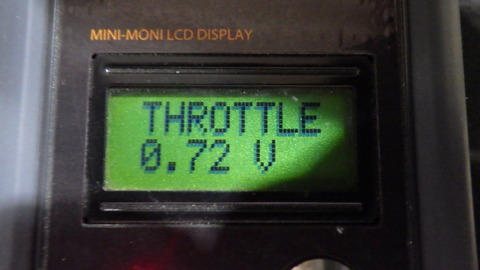 MINI-MONI LCD DISPLAY
THROTTLE
0.72 V